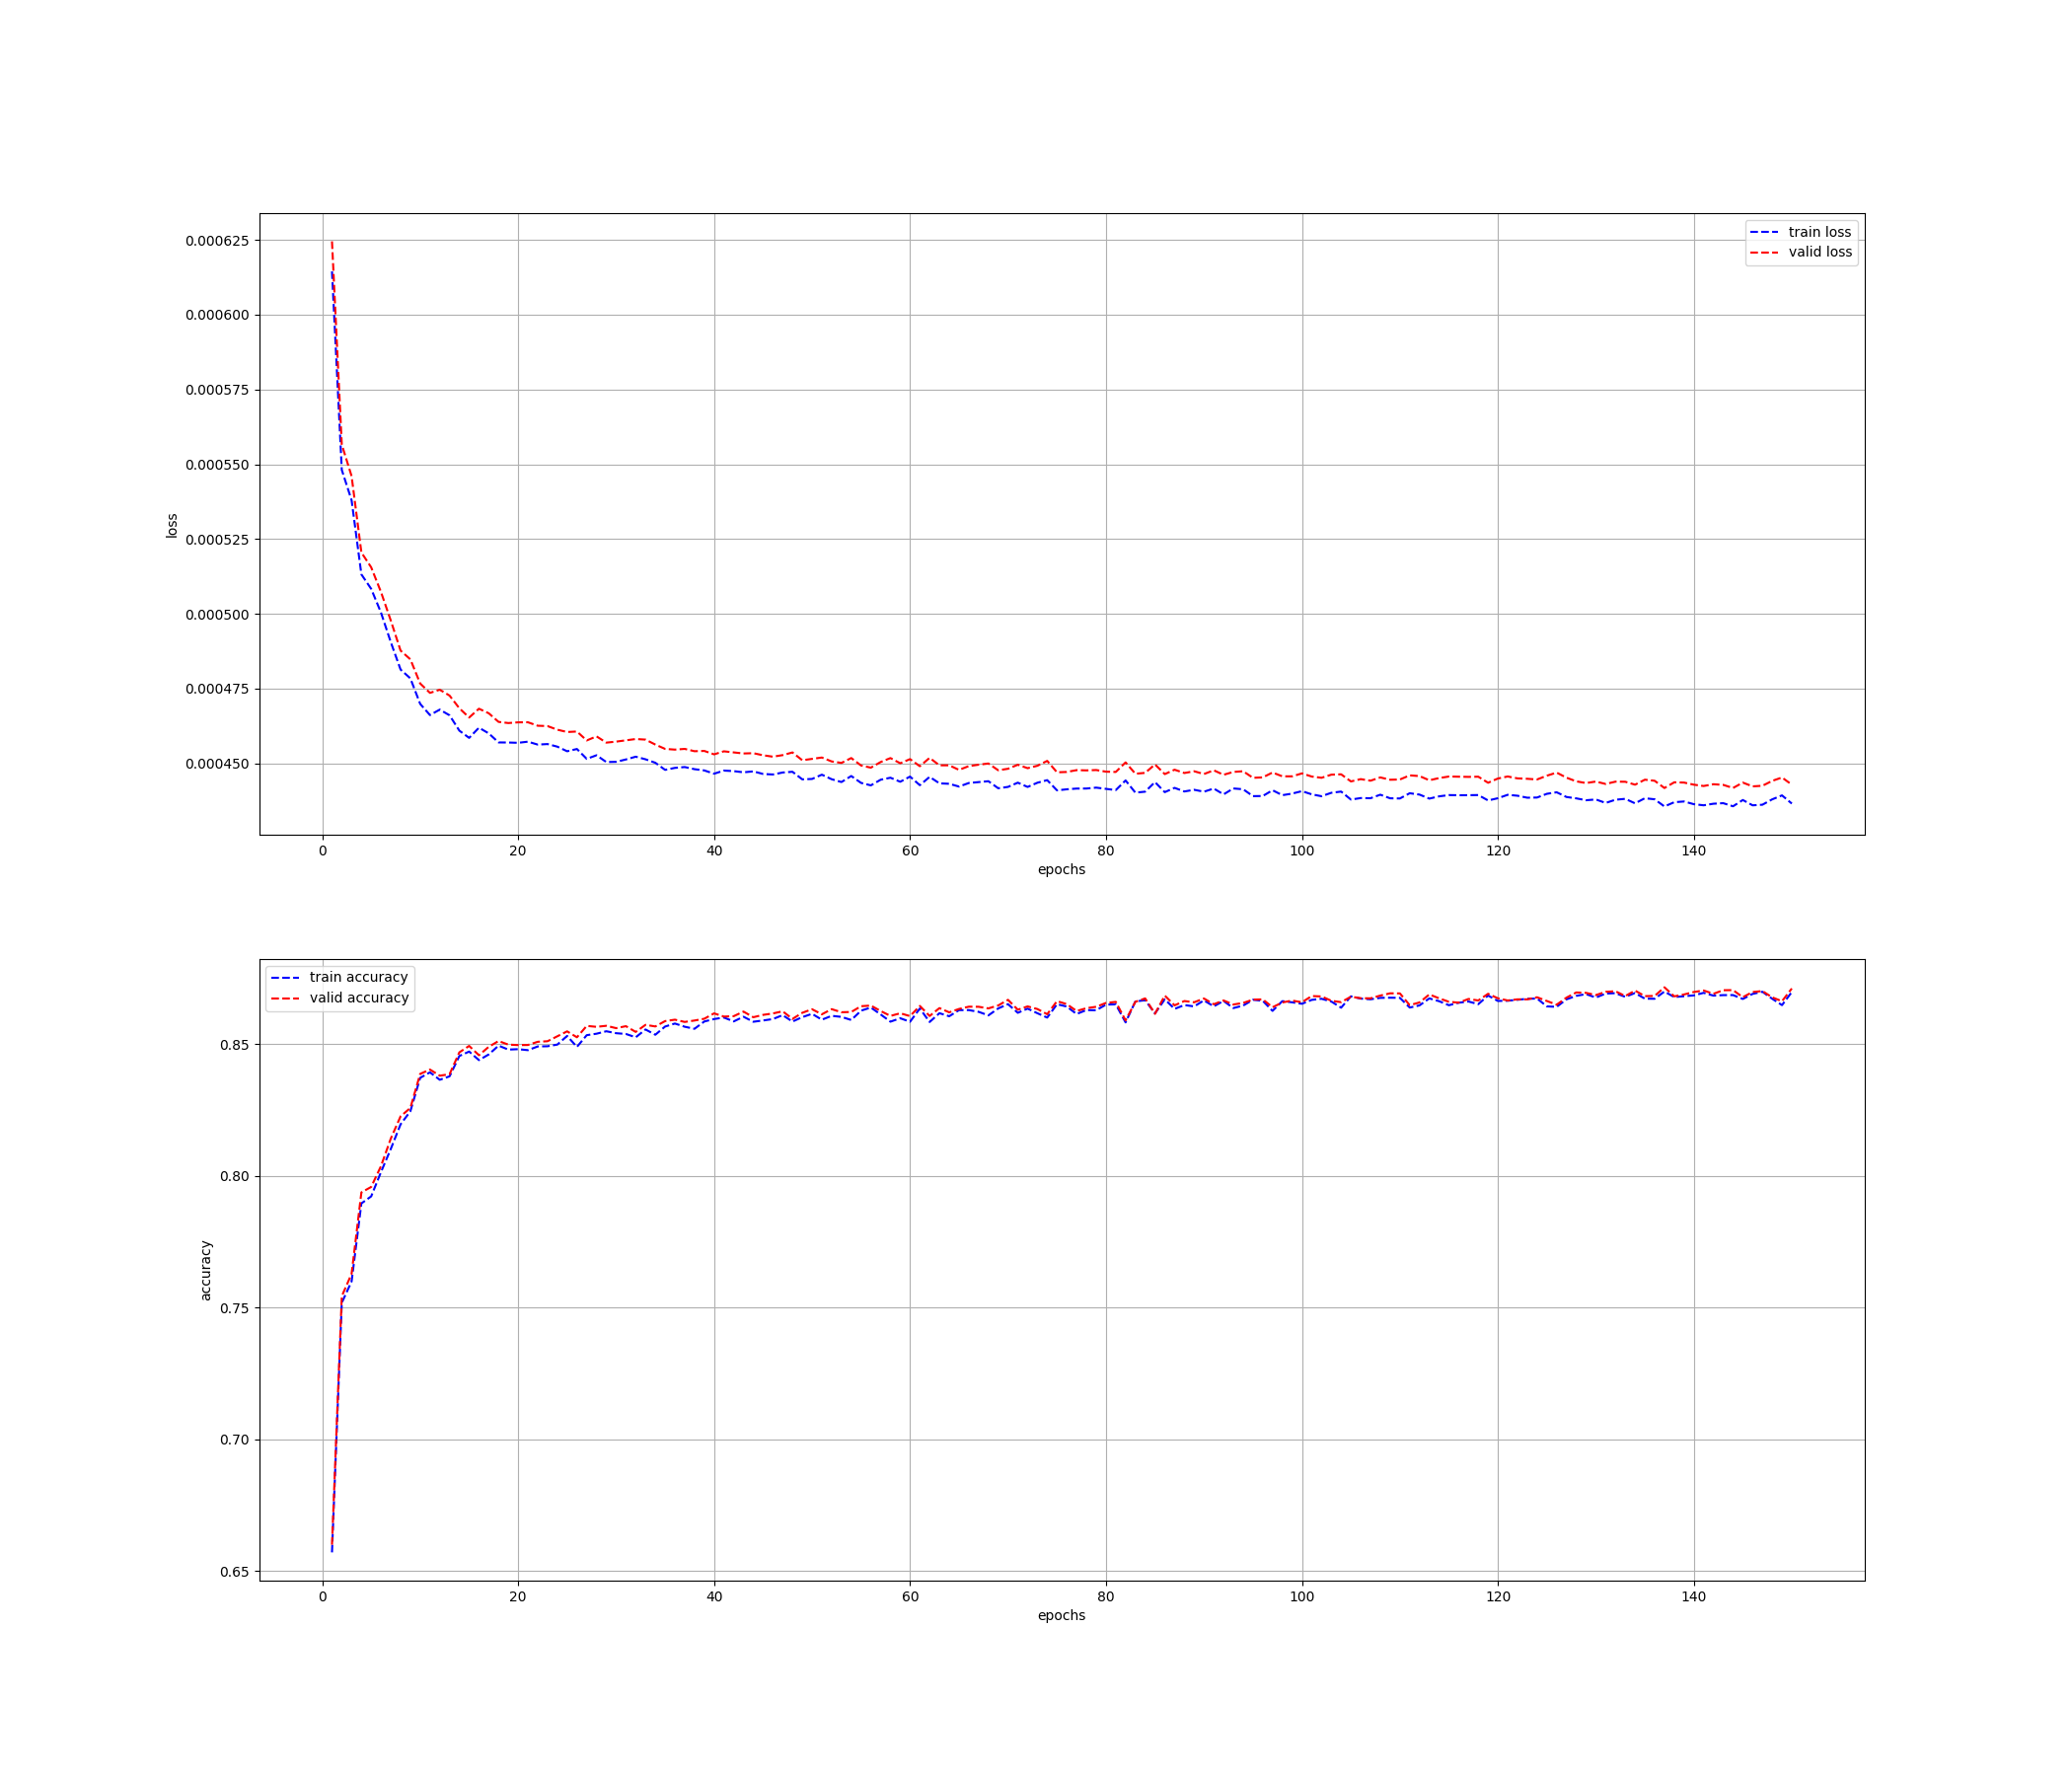 train loss
valid loss
0.000625
0.000600
0.000575
0.000550
0.000525
0.000500
0.000475
0.000450
loss
0 20 40 60 80 100 120 140
epochs
train accuracy
valid accuracy
0.85
0.80
0.75
0.70
0.65
accuracy
0 20 40 60 80 100 120 140
epochs